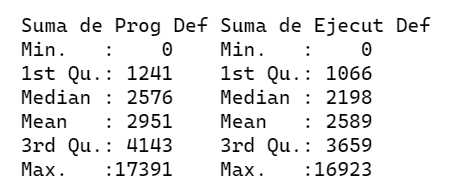 Suma de Prog Def Suma de Ejecut Def
Min.   :    0    Min.   :    0
1st Qu.: 1241    1st Qu.: 1066
Median : 2576    Median : 2198
Mean   : 2951    Mean   : 2589
3rd Qu.: 4143    3rd Qu.: 3659
Max.   :17391    Max.   :16923